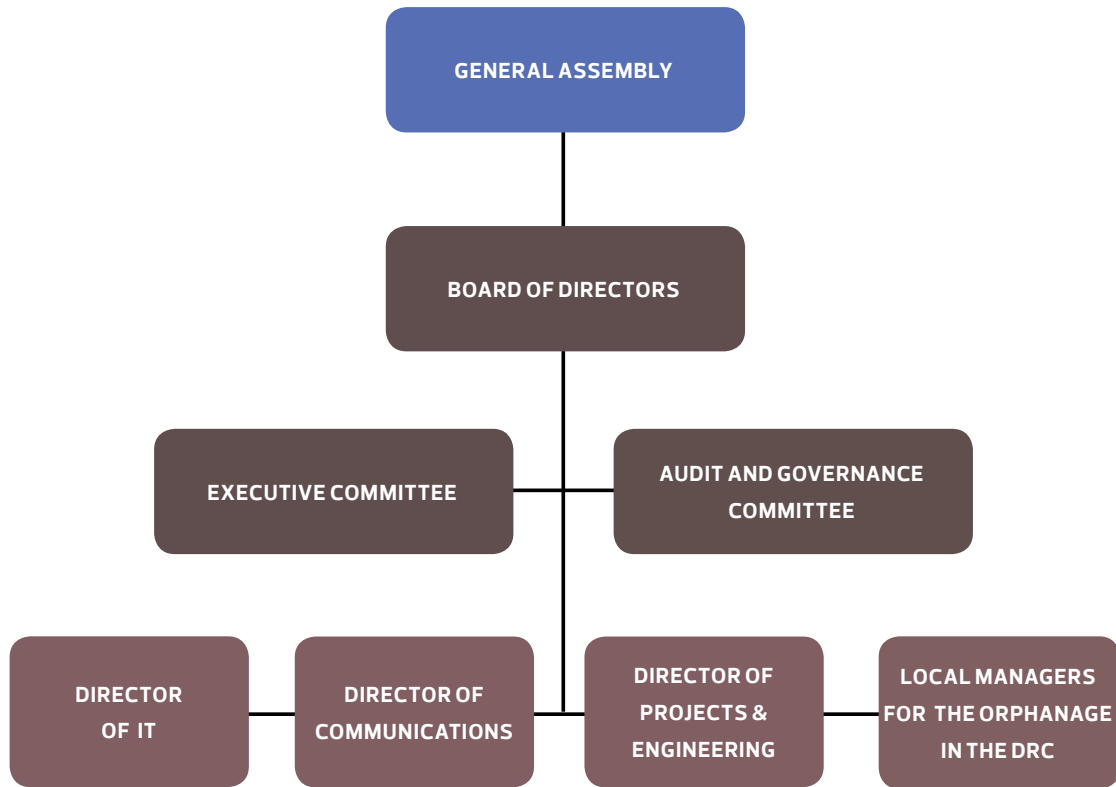 GENERAL ASSEMBLY
BOARD OF DIRECTORS
EXECUTIVE COMMITTEE
AUDIT AND GOVERNANCE
COMMITTEE
DIRECTOR
OF IT
DIRECTOR OF
COMMUNICATIONS
DIRECTOR OF
PROJECTS &
ENGINEERING
LOCAL MANAGERS
FOR THE ORPHANAGE
IN THE DRC